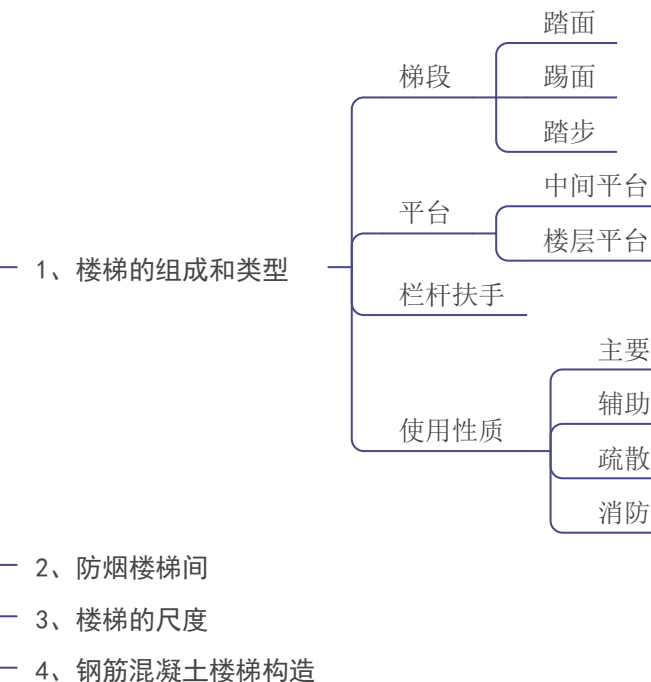 1、楼梯的组成和类型
梯段
踏面
踢面
踏步
平台
中间平台
楼层平台
栏杆扶手
使用性质
主要
辅助
疏散
消防
2、防烟楼梯间
3、楼梯的尺度
4、钢筋混凝土楼梯构造